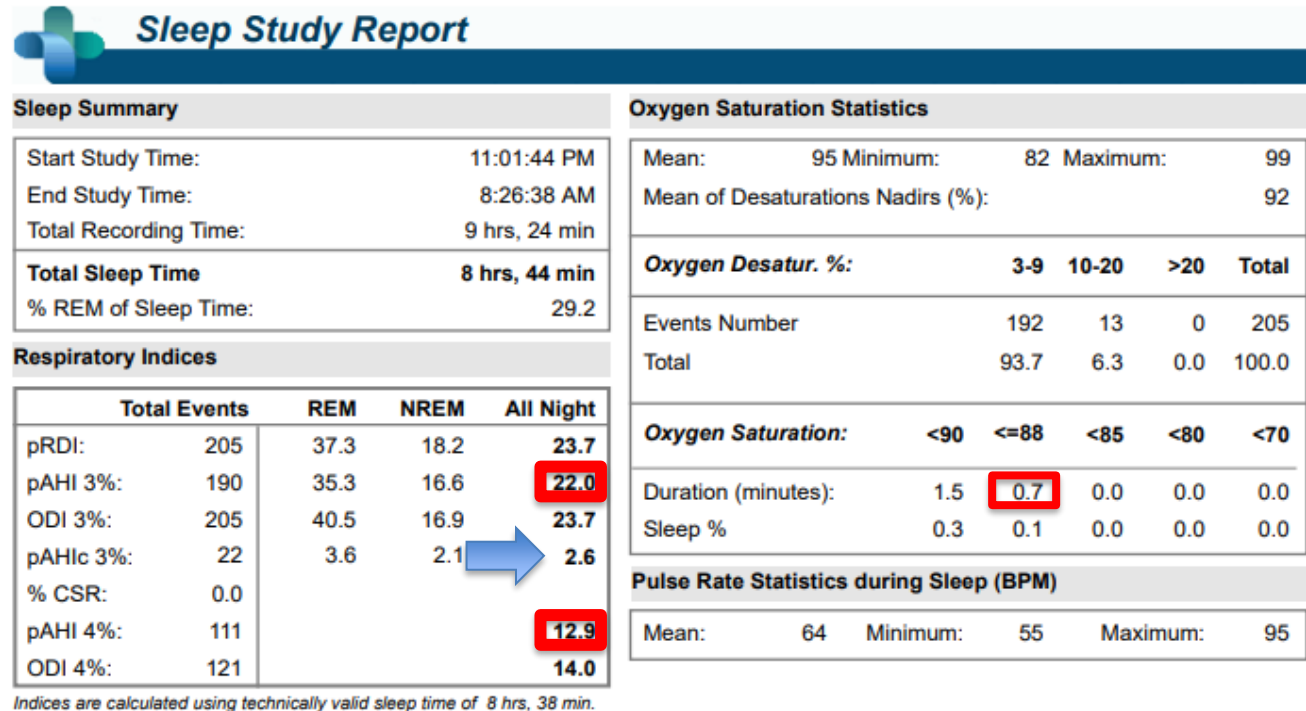 Sleep Study Report
Sleep Summary
Start Study Time: 11:01:44 PM
End Study Time: 8:26:38 AM
Total Recording Time: 9 hrs, 24 min
Total Sleep Time 8 hrs, 44 min
% REM of Sleep Time: 29.2
Respiratory Indices
Total Events REM NREM All Night
pRDI: 205 37.3 18.2 23.7
pAHI 3%: 190 35.3 16.6 22.0
ODI 3%: 205 40.5 16.9 23.7
pAHIc 3%: 22 3.6 2.1 2.6
% CSR: 0.0
pAHI 4%: 111 12.9
ODI 4%: 121 14.0
Indices are calculated using technically valid sleep time of 8 hrs, 38 min.
Oxygen Saturation Statistics
Mean: 95 Minimum: 82 Maximum: 99
Mean of Desaturations Nadirs (%): 92
Oxygen Desatur. %: 3-9 10-20 >20 Total
Events Number 192 13 0 205
Total 93.7 6.3 0.0 100.0
Oxygen Saturation: <90 <=88 <85 <80 <70
Duration (minutes): 1.5 0.7 0.0 0.0 0.0
Sleep % 0.3 0.1 0.0 0.0 0.0
Pulse Rate Statistics during Sleep (BPM)
Mean: 64 Minimum: 55 Maximum: 95